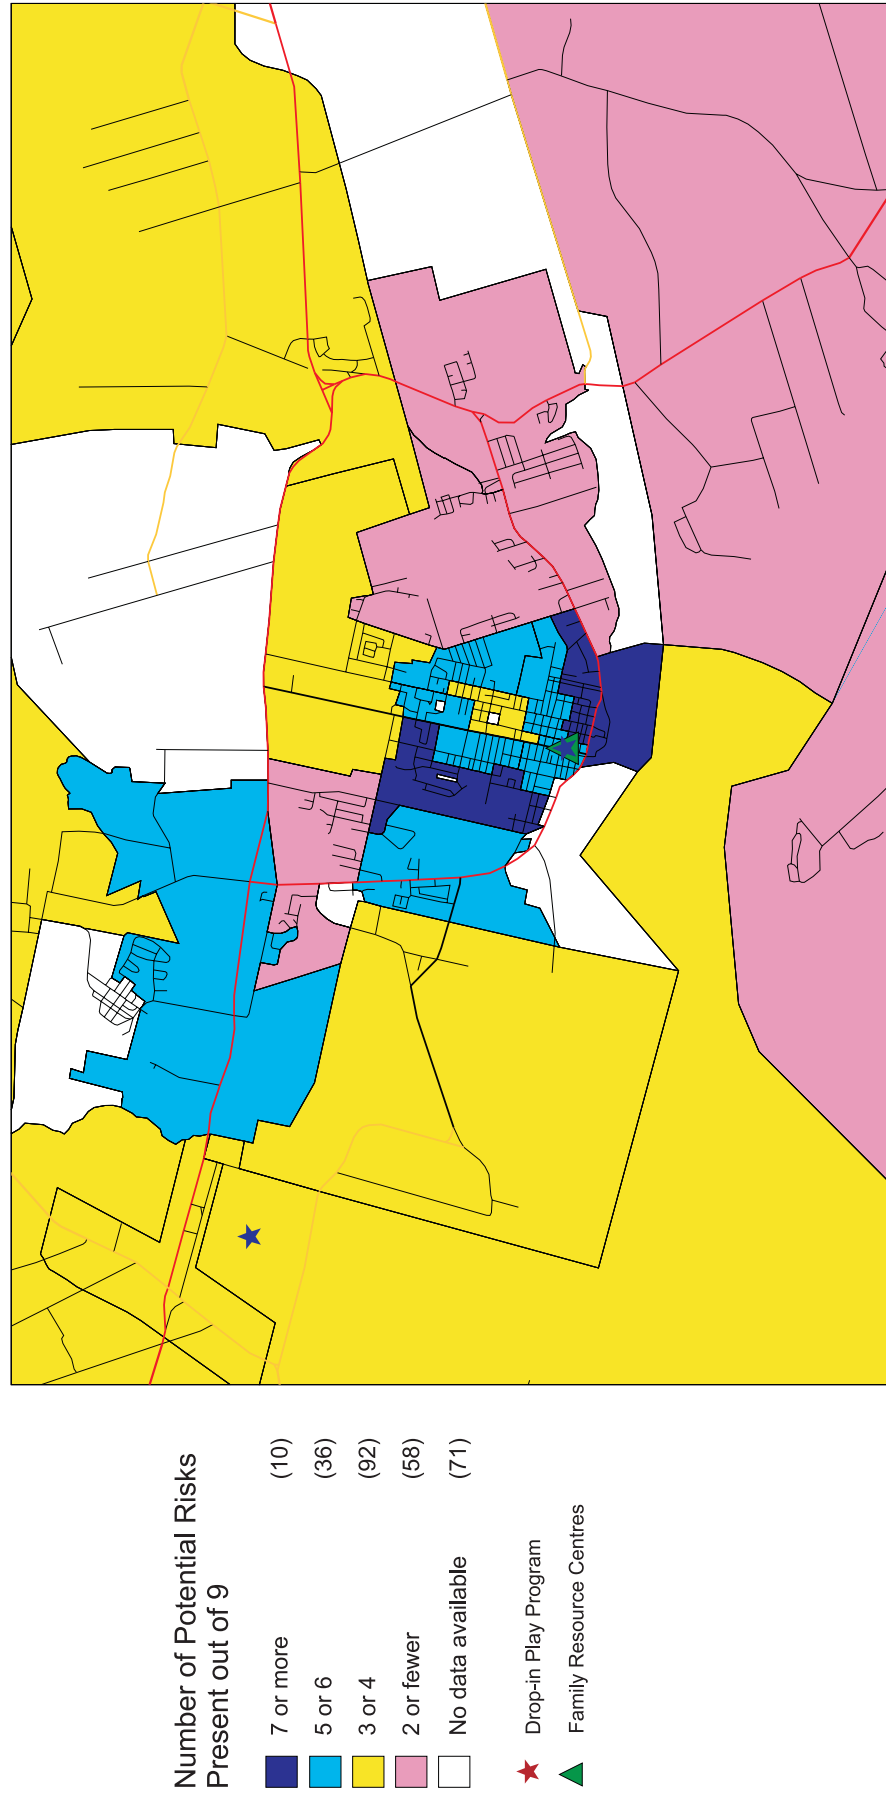 Number of Potential Risks
Present out of 9
7 or more (10)
5 or 6 (36)
3 or 4 (92)
2 or fewer (58)
No data available (71)
Drop-in Play Program
Family Resource Centres